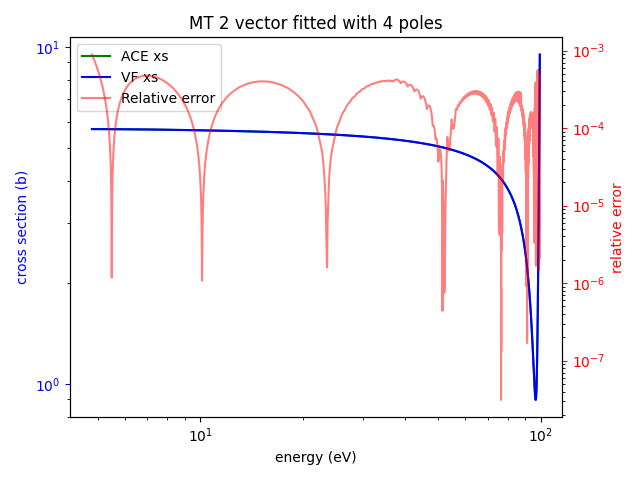 MT 2 vector fitted with 4 poles
ACE xs
VF xs
Relative error
cross section (b)
10¹
10⁰
relative error
10⁻³
10⁻⁴
10⁻⁵
10⁻⁶
10⁻⁷
10¹
10²
energy (eV)